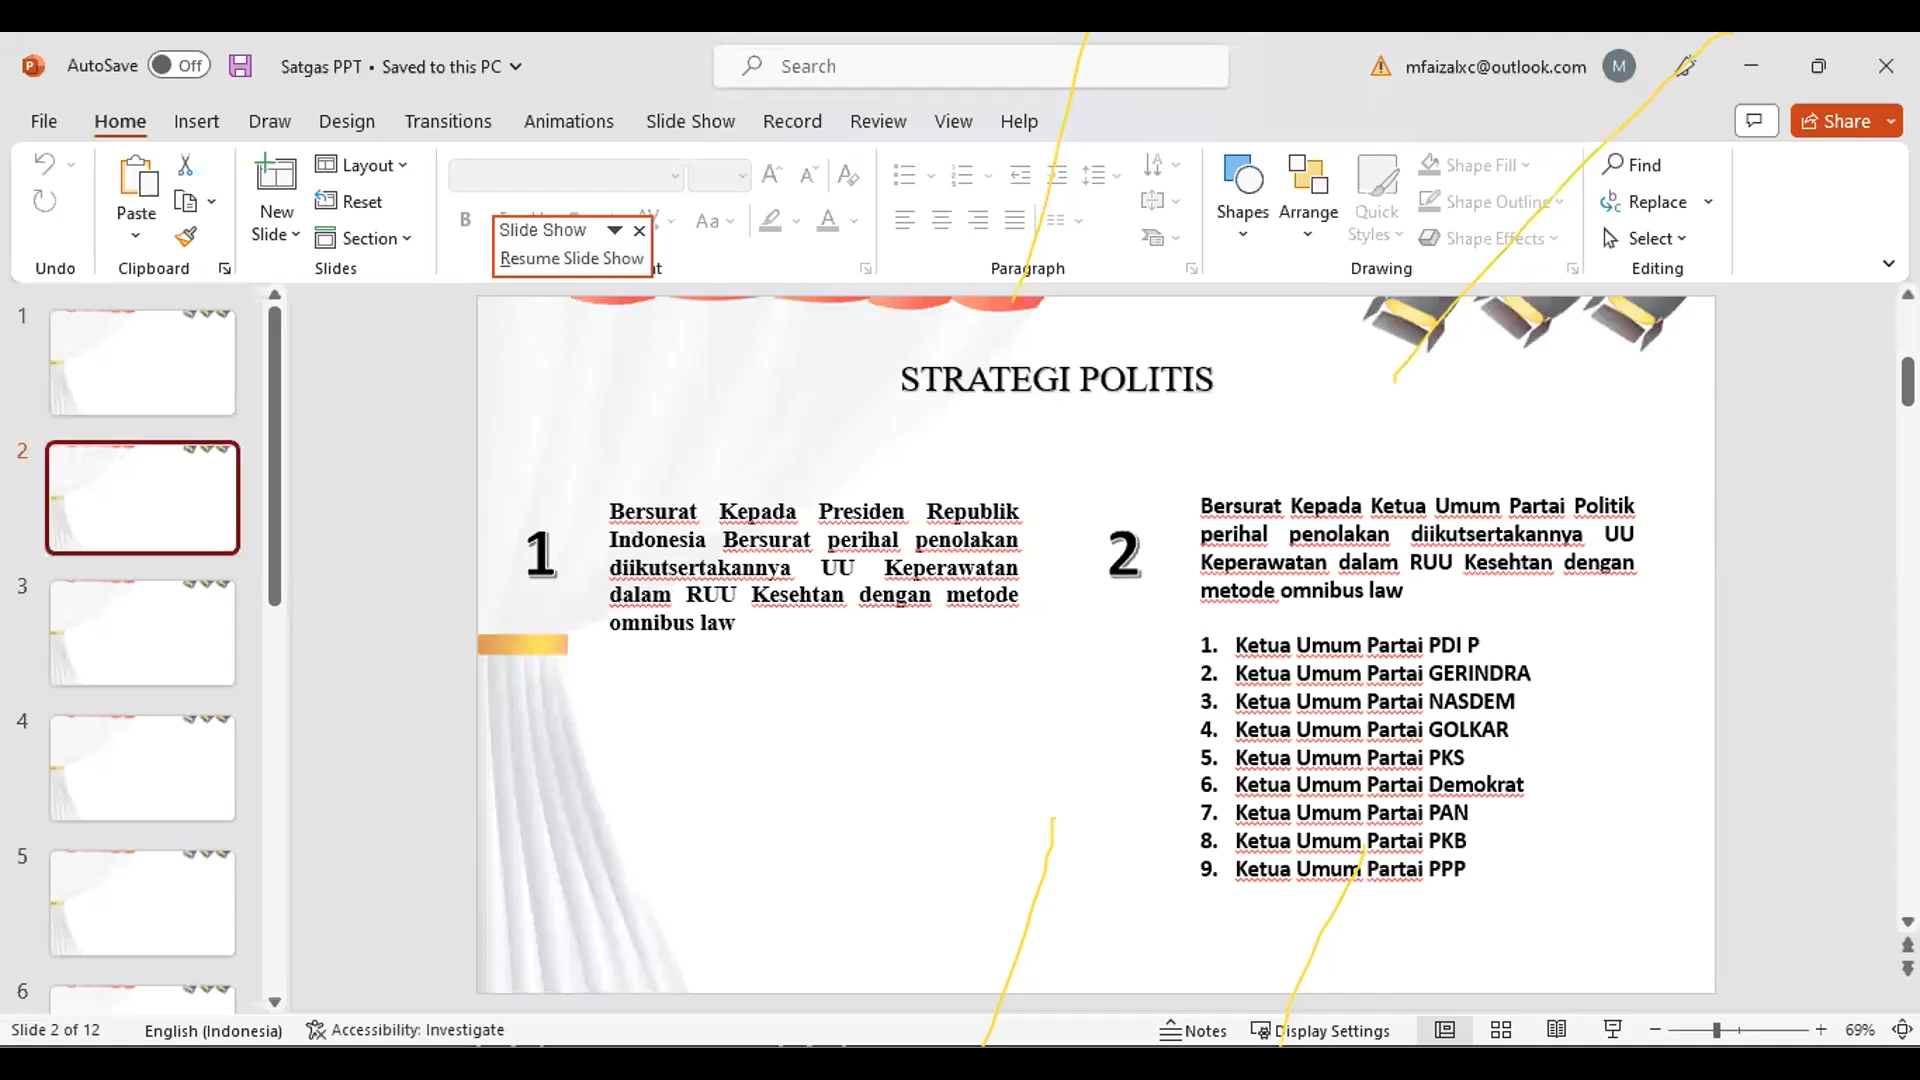 AutoSave Off Satgas PPT • Saved to this PC Search mfaizalxc@outlook.com M
File Home Insert Draw Design Transitions Animations Slide Show Record Review View Help Share
Paste
New Slide
Layout
Reset
Section
B
Aa
Shapes
Arrange
Quick Styles
Shape Fill
Shape Outline
Shape Effects
Find
Replace
Select
Slide Show
Resume Slide Show
Undo Clipboard Slides Paragraph Drawing Editing
1
2
3
4
5
6
STRATEGI POLITIS
1
Bersurat Kepada Presiden Republik
Indonesia Bersurat perihal penolakan
diikutsertakannya UU Keperawatan
dalam RUU Kesehtan dengan metode
omnibus law
2
Bersurat Kepada Ketua Umum Partai Politik
perihal penolakan diikutsertakannya UU
Keperawatan dalam RUU Kesehtan dengan
metode omnibus law
1. Ketua Umum Partai PDI P
2. Ketua Umum Partai GERINDRA
3. Ketua Umum Partai NASDEM
4. Ketua Umum Partai GOLKAR
5. Ketua Umum Partai PKS
6. Ketua Umum Partai Demokrat
7. Ketua Umum Partai PAN
8. Ketua Umum Partai PKB
9. Ketua Umum Partai PPP
Slide 2 of 12 English (Indonesia) Accessibility: Investigate Notes Display Settings 69%